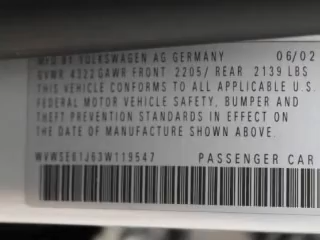 MFD BY VOLKSWAGEN AG GERMANY 06/02
GVWR 4322 GAWR FRONT 2205/ REAR 2139 LBS
THIS VEHICLE CONFORMS TO ALL APPLICABLE U.S.
FEDERAL MOTOR VEHICLE SAFETY, BUMPER AND
THEFT PREVENTION STANDARDS IN EFFECT ON THE
DATE OF MANUFACTURE SHOWN ABOVE.
WVWSE61J63W119547 PASSENGER CAR